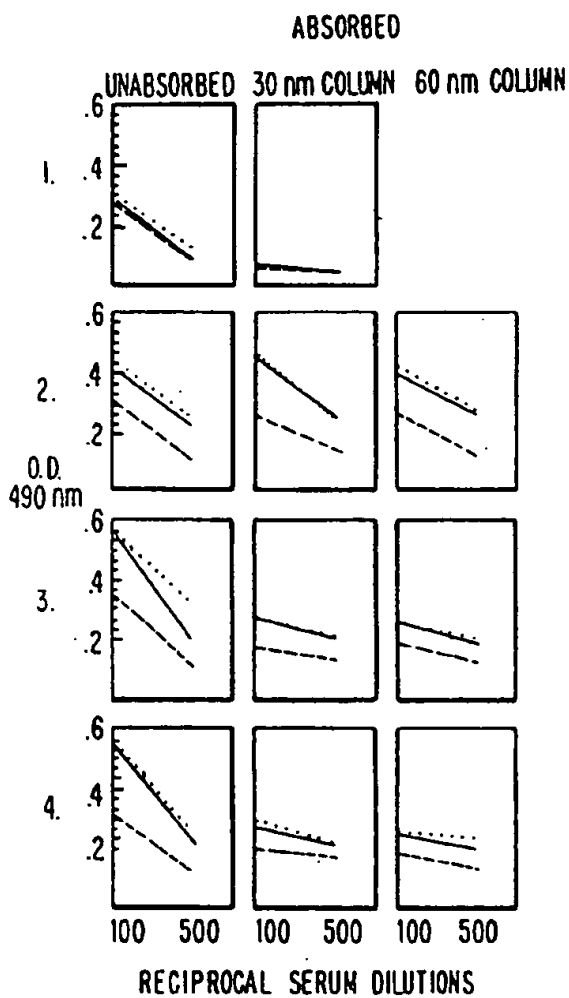 ABSORBED
UNABSORBED 30 nm COLUMN 60 nm COLUMN
1.
.6
.4
.2
2.
.6
.4
.2
O.D.
490 nm
3.
.6
.4
.2
4.
.6
.4
.2
100 500 100 500 100 500
RECIPROCAL SERUM DILUTIONS